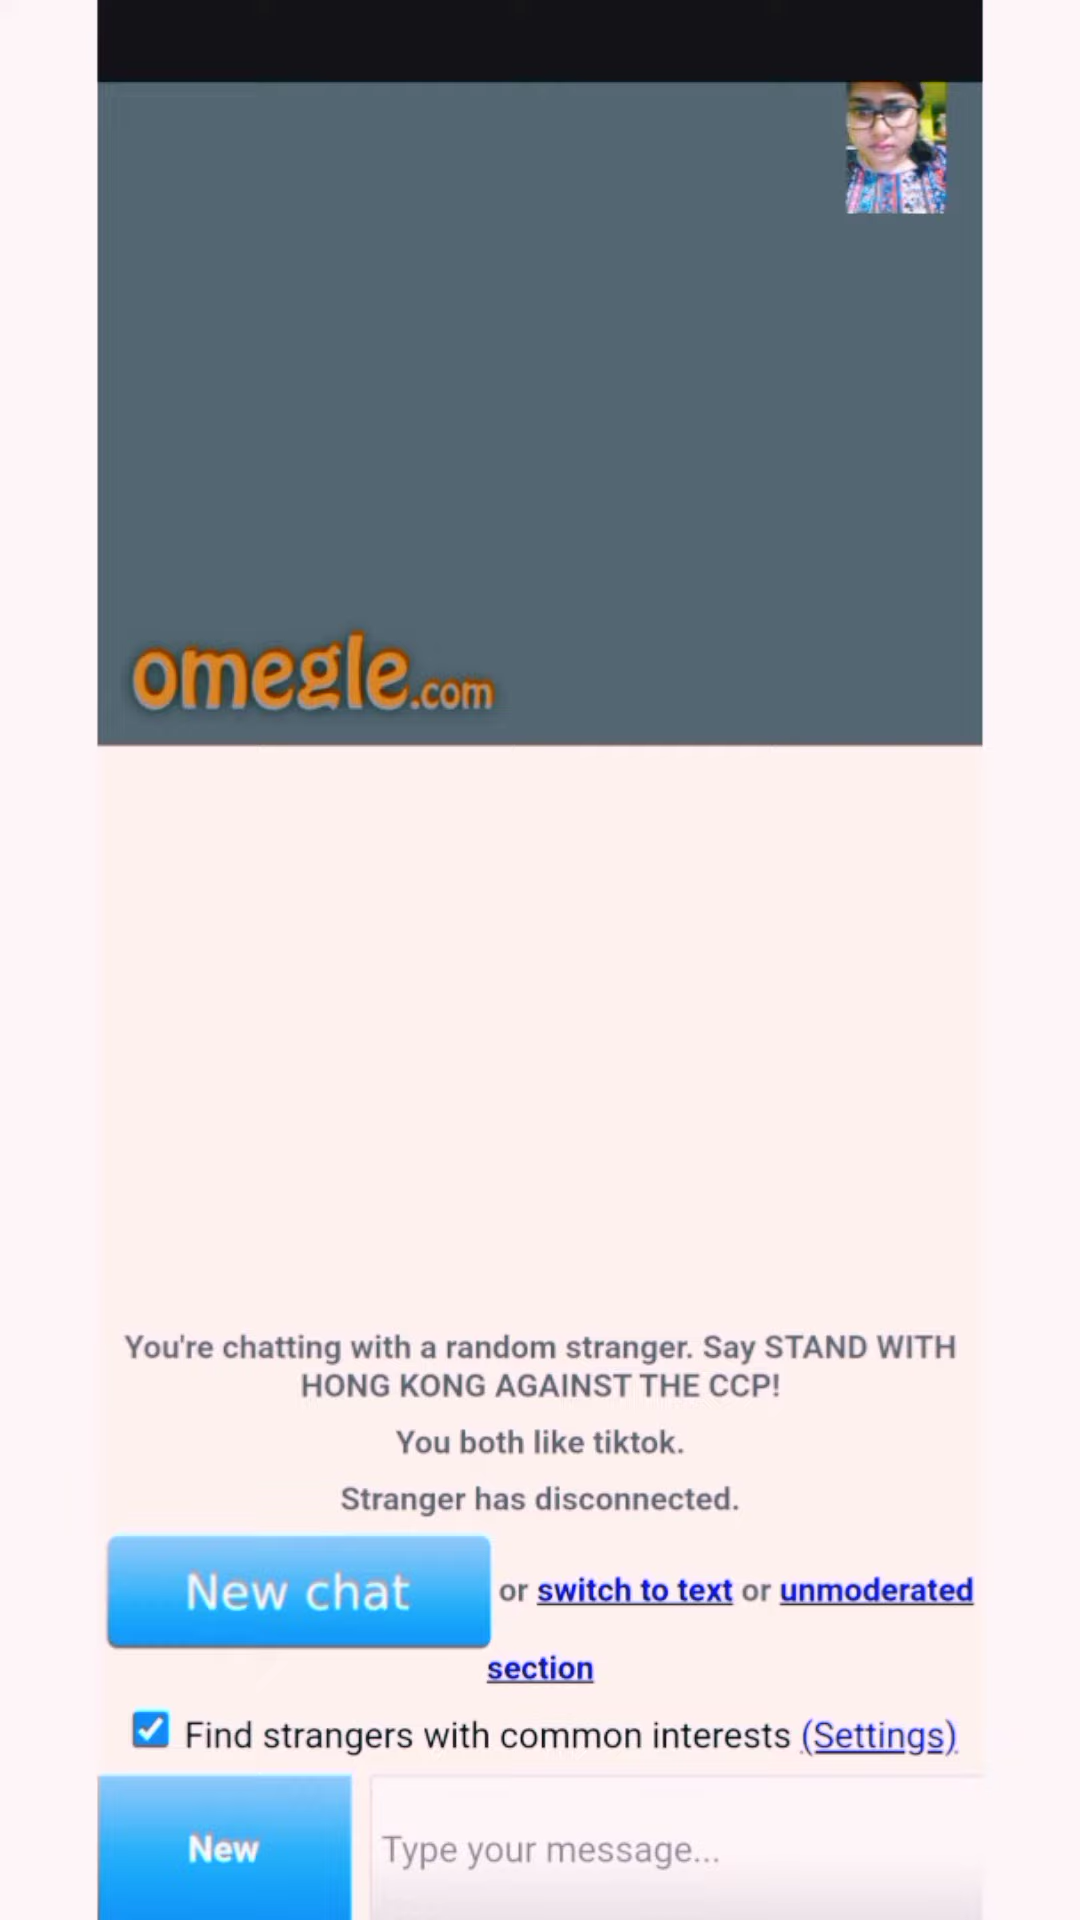 omegle.com
You're chatting with a random stranger. Say STAND WITH
HONG KONG AGAINST THE CCP!
You both like tiktok.
Stranger has disconnected.
New chat or switch to text or unmoderated
section
Find strangers with common interests (Settings)
New Type your message...